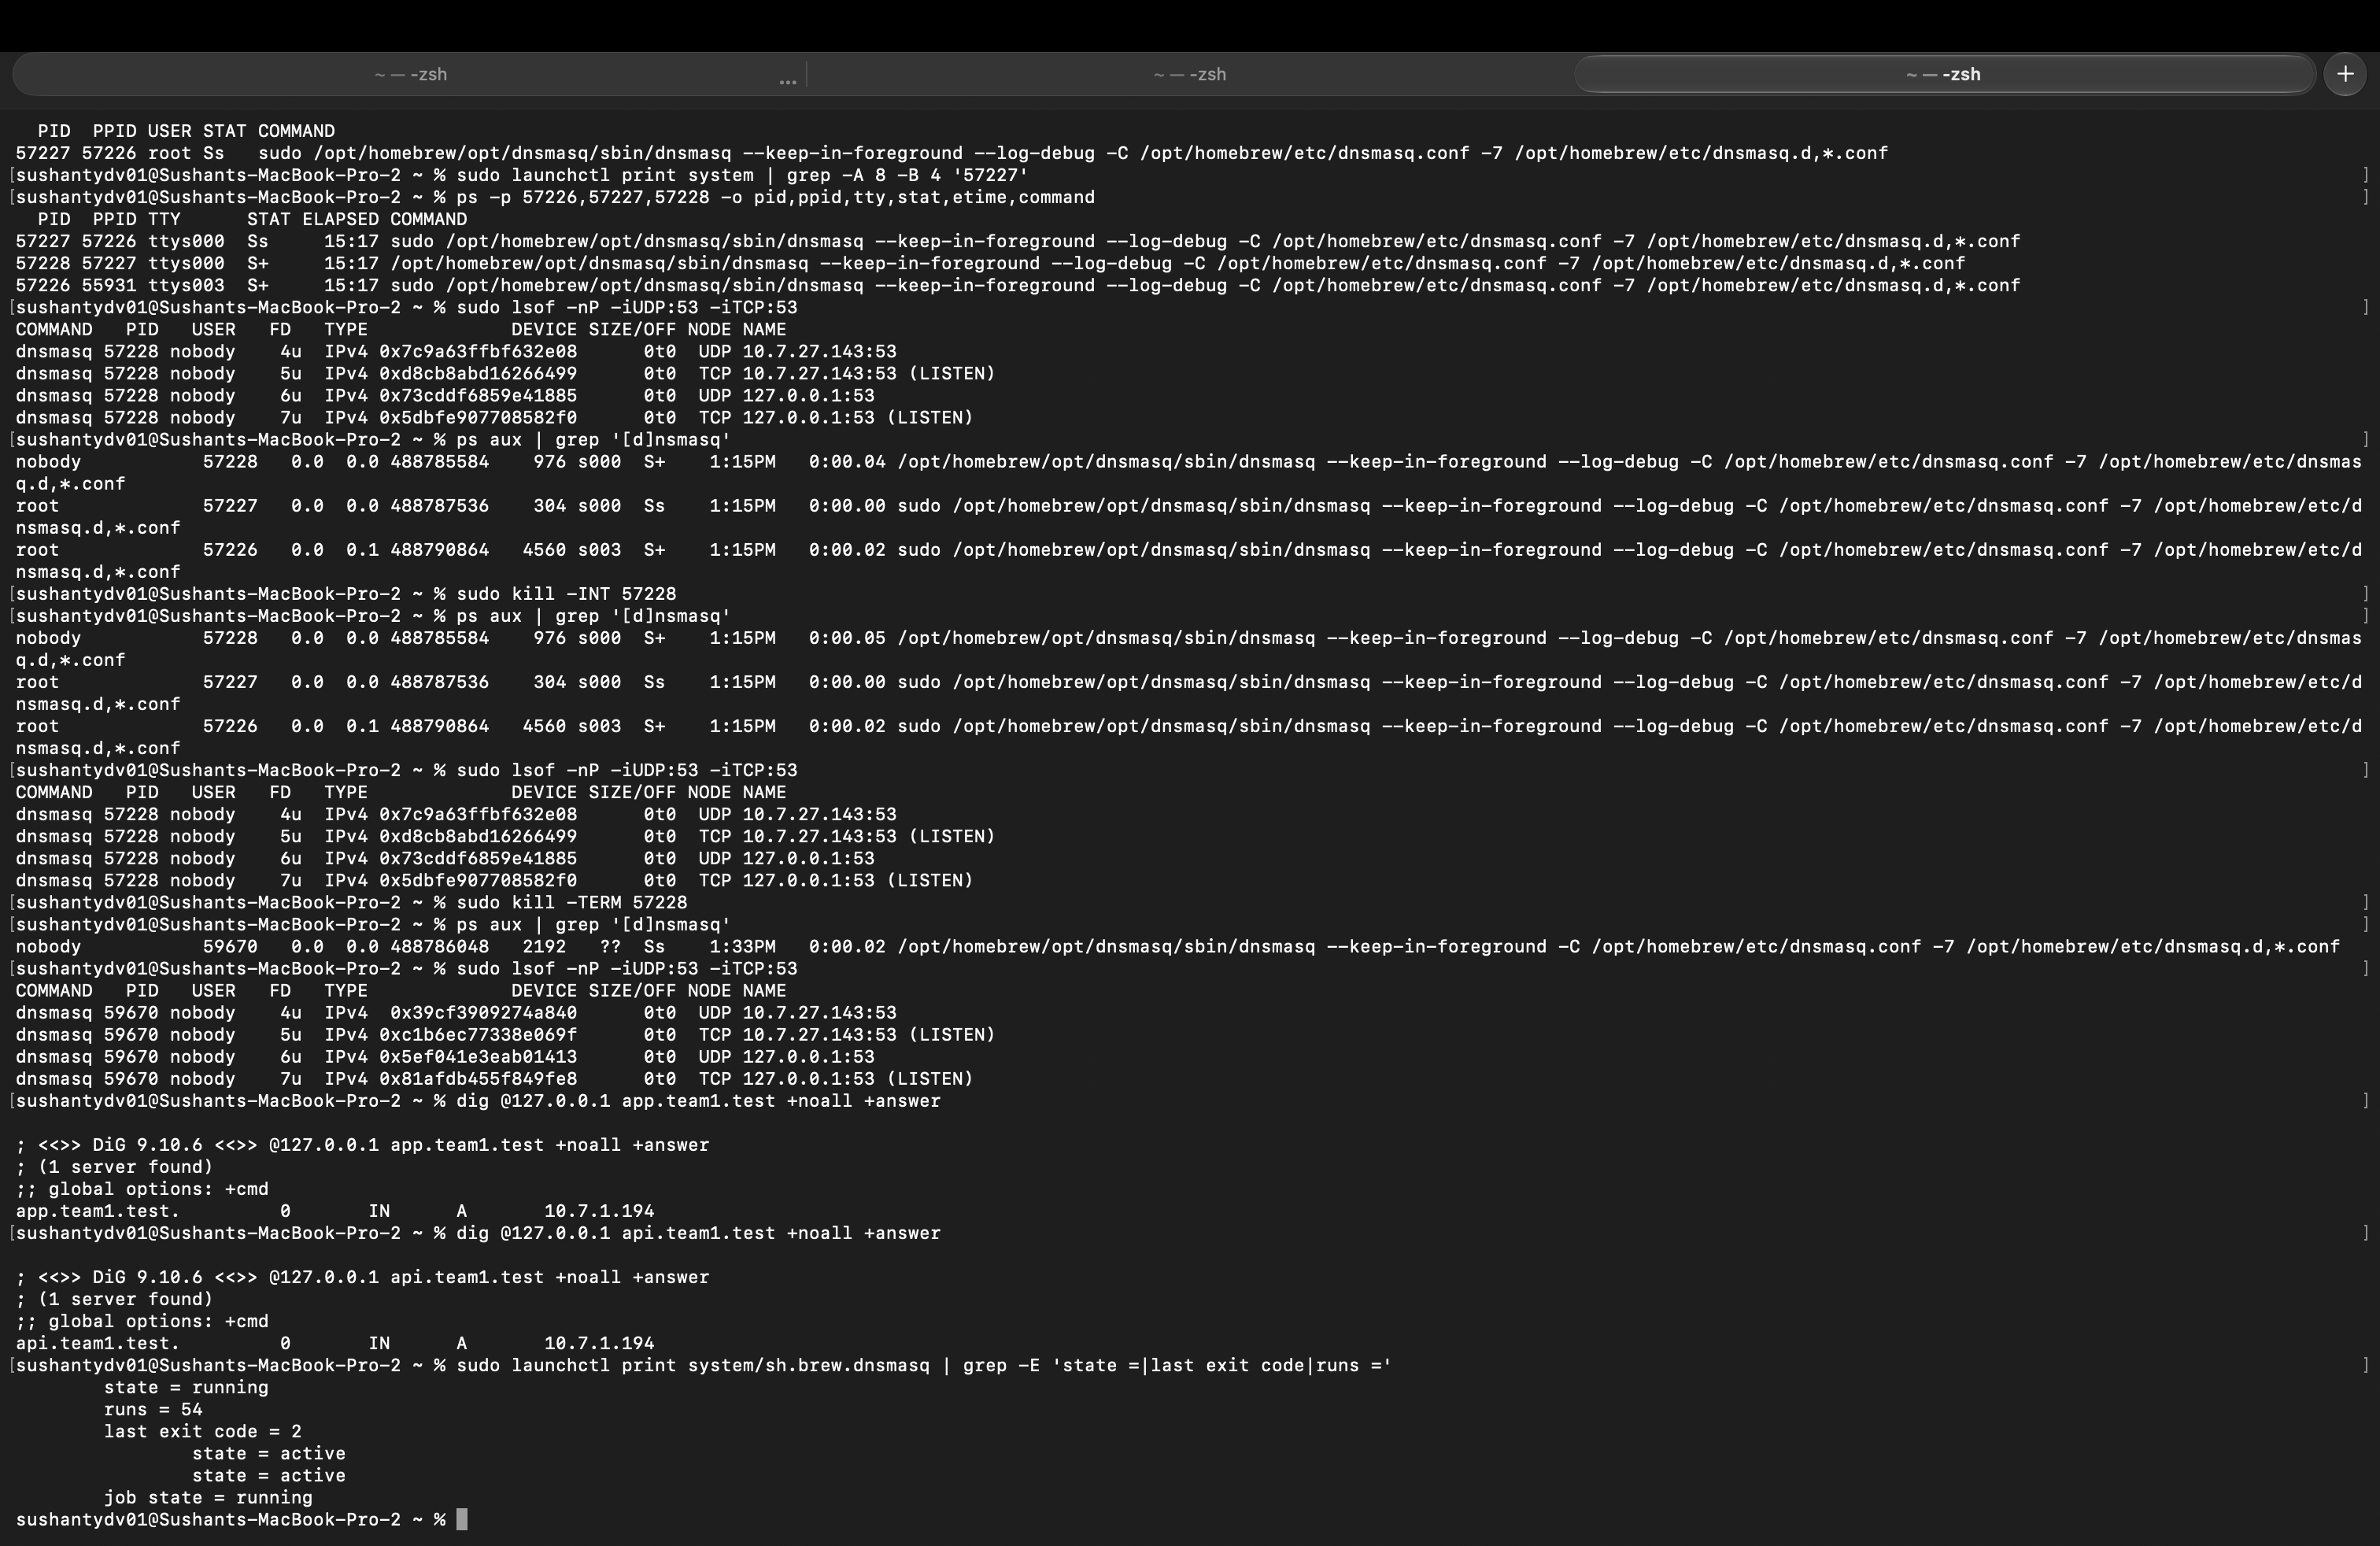 ~ — -zsh
...
~ — -zsh
~ — -zsh
+
PID PPID USER STAT COMMAND
57227 57226 root Ss sudo /opt/homebrew/opt/dnsmasq/sbin/dnsmasq --keep-in-foreground --log-debug -C /opt/homebrew/etc/dnsmasq.conf -7 /opt/homebrew/etc/dnsmasq.d,*.conf
[sushantydv01@Sushants-MacBook-Pro-2 ~ % sudo launchctl print system | grep -A 8 -B 4 '57227' ]
[sushantydv01@Sushants-MacBook-Pro-2 ~ % ps -p 57226,57227,57228 -o pid,ppid,tty,stat,etime,command ]
PID PPID TTY STAT ELAPSED COMMAND
57227 57226 ttys000 Ss 15:17 sudo /opt/homebrew/opt/dnsmasq/sbin/dnsmasq --keep-in-foreground --log-debug -C /opt/homebrew/etc/dnsmasq.conf -7 /opt/homebrew/etc/dnsmasq.d,*.conf
57228 57227 ttys000 S+ 15:17 /opt/homebrew/opt/dnsmasq/sbin/dnsmasq --keep-in-foreground --log-debug -C /opt/homebrew/etc/dnsmasq.conf -7 /opt/homebrew/etc/dnsmasq.d,*.conf
57226 55931 ttys003 S+ 15:17 sudo /opt/homebrew/opt/dnsmasq/sbin/dnsmasq --keep-in-foreground --log-debug -C /opt/homebrew/etc/dnsmasq.conf -7 /opt/homebrew/etc/dnsmasq.d,*.conf
[sushantydv01@Sushants-MacBook-Pro-2 ~ % sudo lsof -nP -iUDP:53 -iTCP:53 ]
COMMAND PID USER FD TYPE DEVICE SIZE/OFF NODE NAME
dnsmasq 57228 nobody 4u IPv4 0x7c9a63ffbf632e08 0t0 UDP 10.7.27.143:53
dnsmasq 57228 nobody 5u IPv4 0xd8cb8abd16266499 0t0 TCP 10.7.27.143:53 (LISTEN)
dnsmasq 57228 nobody 6u IPv4 0x73cddf6859e41885 0t0 UDP 127.0.0.1:53
dnsmasq 57228 nobody 7u IPv4 0x5dbfe907708582f0 0t0 TCP 127.0.0.1:53 (LISTEN)
[sushantydv01@Sushants-MacBook-Pro-2 ~ % ps aux | grep '[d]nsmasq' ]
nobody 57228 0.0 0.0 488785584 976 s000 S+ 1:15PM 0:00.04 /opt/homebrew/opt/dnsmasq/sbin/dnsmasq --keep-in-foreground --log-debug -C /opt/homebrew/etc/dnsmasq.conf -7 /opt/homebrew/etc/dnsmas
q.d,*.conf
root 57227 0.0 0.0 488787536 304 s000 Ss 1:15PM 0:00.00 sudo /opt/homebrew/opt/dnsmasq/sbin/dnsmasq --keep-in-foreground --log-debug -C /opt/homebrew/etc/dnsmasq.conf -7 /opt/homebrew/etc/d
nsmasq.d,*.conf
root 57226 0.0 0.1 488790864 4560 s003 S+ 1:15PM 0:00.02 sudo /opt/homebrew/opt/dnsmasq/sbin/dnsmasq --keep-in-foreground --log-debug -C /opt/homebrew/etc/dnsmasq.conf -7 /opt/homebrew/etc/d
nsmasq.d,*.conf
[sushantydv01@Sushants-MacBook-Pro-2 ~ % sudo kill -INT 57228 ]
[sushantydv01@Sushants-MacBook-Pro-2 ~ % ps aux | grep '[d]nsmasq' ]
nobody 57228 0.0 0.0 488785584 976 s000 S+ 1:15PM 0:00.05 /opt/homebrew/opt/dnsmasq/sbin/dnsmasq --keep-in-foreground --log-debug -C /opt/homebrew/etc/dnsmasq.conf -7 /opt/homebrew/etc/dnsmas
q.d,*.conf
root 57227 0.0 0.0 488787536 304 s000 Ss 1:15PM 0:00.00 sudo /opt/homebrew/opt/dnsmasq/sbin/dnsmasq --keep-in-foreground --log-debug -C /opt/homebrew/etc/dnsmasq.conf -7 /opt/homebrew/etc/d
nsmasq.d,*.conf
root 57226 0.0 0.1 488790864 4560 s003 S+ 1:15PM 0:00.02 sudo /opt/homebrew/opt/dnsmasq/sbin/dnsmasq --keep-in-foreground --log-debug -C /opt/homebrew/etc/dnsmasq.conf -7 /opt/homebrew/etc/d
nsmasq.d,*.conf
[sushantydv01@Sushants-MacBook-Pro-2 ~ % sudo lsof -nP -iUDP:53 -iTCP:53 ]
COMMAND PID USER FD TYPE DEVICE SIZE/OFF NODE NAME
dnsmasq 57228 nobody 4u IPv4 0x7c9a63ffbf632e08 0t0 UDP 10.7.27.143:53
dnsmasq 57228 nobody 5u IPv4 0xd8cb8abd16266499 0t0 TCP 10.7.27.143:53 (LISTEN)
dnsmasq 57228 nobody 6u IPv4 0x73cddf6859e41885 0t0 UDP 127.0.0.1:53
dnsmasq 57228 nobody 7u IPv4 0x5dbfe907708582f0 0t0 TCP 127.0.0.1:53 (LISTEN)
[sushantydv01@Sushants-MacBook-Pro-2 ~ % sudo kill -TERM 57228 ]
[sushantydv01@Sushants-MacBook-Pro-2 ~ % ps aux | grep '[d]nsmasq' ]
nobody 59670 0.0 0.0 488786048 2192 ?? Ss 1:33PM 0:00.02 /opt/homebrew/opt/dnsmasq/sbin/dnsmasq --keep-in-foreground -C /opt/homebrew/etc/dnsmasq.conf -7 /opt/homebrew/etc/dnsmasq.d,*.conf
[sushantydv01@Sushants-MacBook-Pro-2 ~ % sudo lsof -nP -iUDP:53 -iTCP:53 ]
COMMAND PID USER FD TYPE DEVICE SIZE/OFF NODE NAME
dnsmasq 59670 nobody 4u IPv4 0x39cf3909274a840 0t0 UDP 10.7.27.143:53
dnsmasq 59670 nobody 5u IPv4 0xc1b6ec77338e069f 0t0 TCP 10.7.27.143:53 (LISTEN)
dnsmasq 59670 nobody 6u IPv4 0x5ef041e3eab01413 0t0 UDP 127.0.0.1:53
dnsmasq 59670 nobody 7u IPv4 0x81afdb455f849fe8 0t0 TCP 127.0.0.1:53 (LISTEN)
[sushantydv01@Sushants-MacBook-Pro-2 ~ % dig @127.0.0.1 app.team1.test +noall +answer ]
; <<>> DiG 9.10.6 <<>> @127.0.0.1 app.team1.test +noall +answer
; (1 server found)
;; global options: +cmd
app.team1.test. 0 IN A 10.7.1.194
[sushantydv01@Sushants-MacBook-Pro-2 ~ % dig @127.0.0.1 api.team1.test +noall +answer ]
; <<>> DiG 9.10.6 <<>> @127.0.0.1 api.team1.test +noall +answer
; (1 server found)
;; global options: +cmd
api.team1.test. 0 IN A 10.7.1.194
[sushantydv01@Sushants-MacBook-Pro-2 ~ % sudo launchctl print system/sh.brew.dnsmasq | grep -E 'state =|last exit code|runs =' ]
state = running
runs = 54
last exit code = 2
state = active
state = active
job state = running
sushantydv01@Sushants-MacBook-Pro-2 ~ %